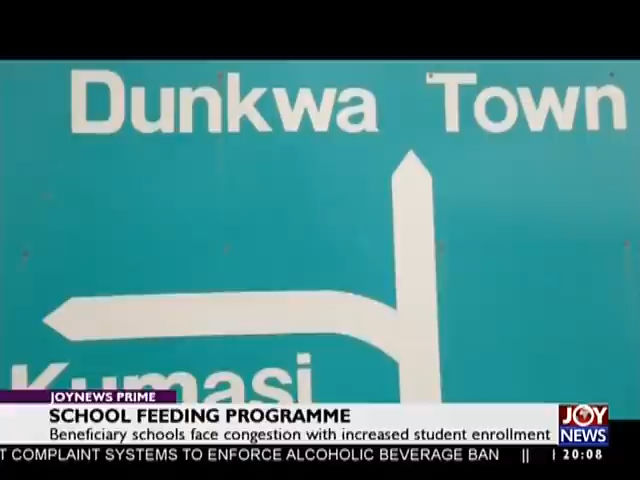 Dunkwa Town
Kumasi
JOYNEWS PRIME
SCHOOL FEEDING PROGRAMME
Beneficiary schools face congestion with increased student enrollment
JOY
NEWS
T COMPLAINT SYSTEMS TO ENFORCE ALCOHOLIC BEVERAGE BAN || I 20:08